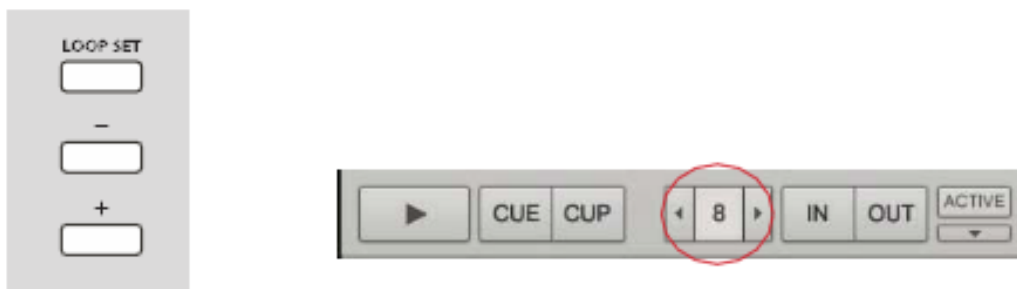 LOOP SET
−
+
CUE CUP 8 IN OUT ACTIVE